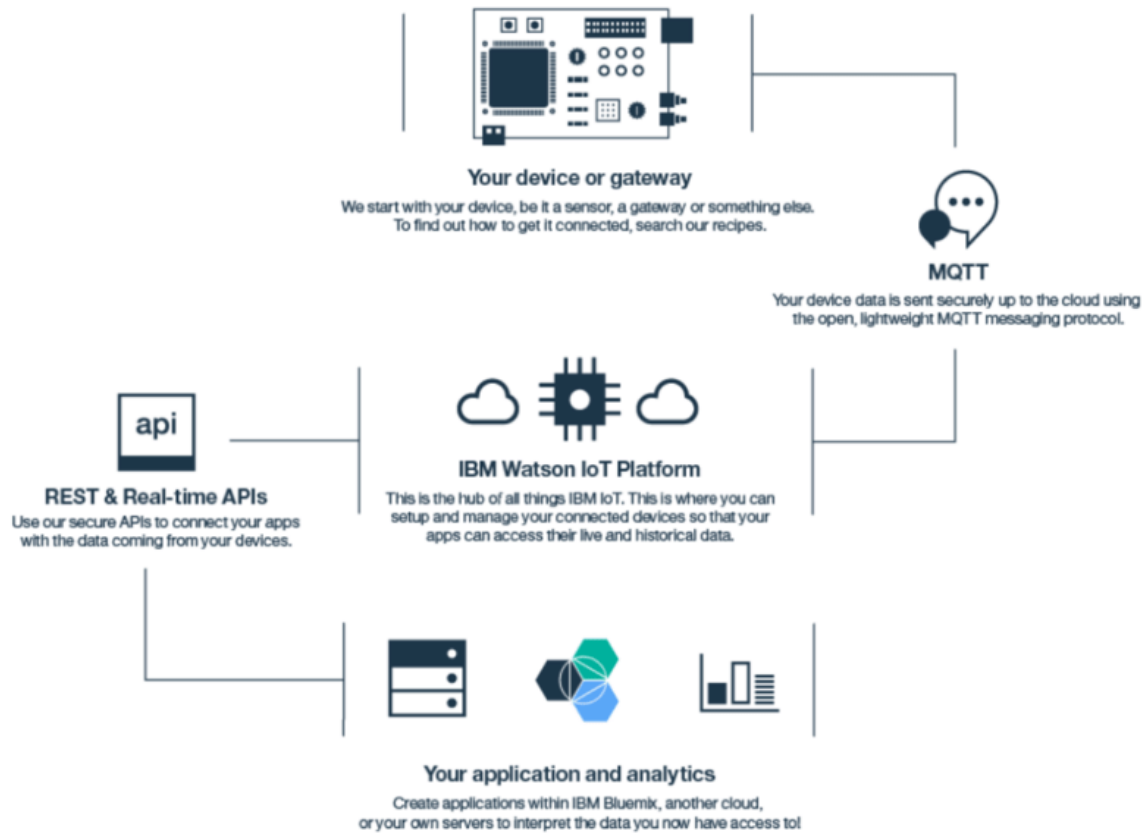 Your device or gateway
We start with your device, be it a sensor, a gateway or something else.
To find out how to get it connected, search our recipes.
MQTT
Your device data is sent securely up to the cloud using
the open, lightweight MQTT messaging protocol.
api
REST & Real-time APIs
Use our secure APIs to connect your apps
with the data coming from your devices.
IBM Watson IoT Platform
This is the hub of all things IBM IoT. This is where you can
setup and manage your connected devices so that your
apps can access their live and historical data.
Your application and analytics
Create applications within IBM Bluemix, another cloud,
or your own servers to interpret the data you now have access to!